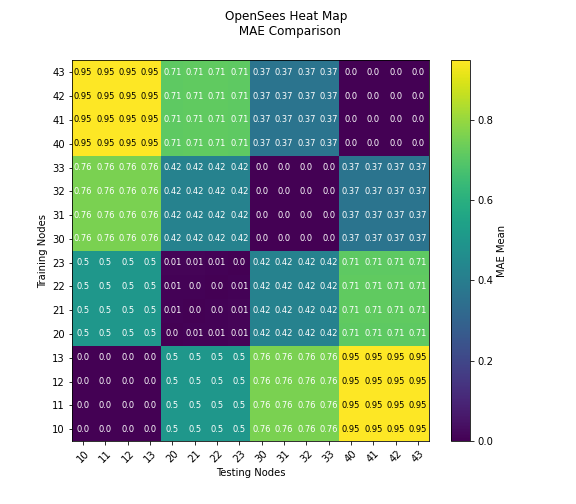 OpenSees Heat Map
MAE Comparison
43 0.95 0.95 0.95 0.95 0.71 0.71 0.71 0.71 0.37 0.37 0.37 0.37 0.0 0.0 0.0 0.0
42 0.95 0.95 0.95 0.95 0.71 0.71 0.71 0.71 0.37 0.37 0.37 0.37 0.0 0.0 0.0 0.0
41 0.95 0.95 0.95 0.95 0.71 0.71 0.71 0.71 0.37 0.37 0.37 0.37 0.0 0.0 0.0 0.0
40 0.95 0.95 0.95 0.95 0.71 0.71 0.71 0.71 0.37 0.37 0.37 0.37 0.0 0.0 0.0 0.0
33 0.76 0.76 0.76 0.76 0.42 0.42 0.42 0.42 0.0 0.0 0.0 0.0 0.37 0.37 0.37 0.37
32 0.76 0.76 0.76 0.76 0.42 0.42 0.42 0.42 0.0 0.0 0.0 0.0 0.37 0.37 0.37 0.37
31 0.76 0.76 0.76 0.76 0.42 0.42 0.42 0.42 0.0 0.0 0.0 0.0 0.37 0.37 0.37 0.37
30 0.76 0.76 0.76 0.76 0.42 0.42 0.42 0.42 0.0 0.0 0.0 0.0 0.37 0.37 0.37 0.37
23 0.5 0.5 0.5 0.5 0.01 0.01 0.01 0.0 0.42 0.42 0.42 0.42 0.71 0.71 0.71 0.71
22 0.5 0.5 0.5 0.5 0.01 0.0 0.0 0.01 0.42 0.42 0.42 0.42 0.71 0.71 0.71 0.71
21 0.5 0.5 0.5 0.5 0.01 0.0 0.0 0.01 0.42 0.42 0.42 0.42 0.71 0.71 0.71 0.71
20 0.5 0.5 0.5 0.5 0.0 0.01 0.01 0.01 0.42 0.42 0.42 0.42 0.71 0.71 0.71 0.71
13 0.0 0.0 0.0 0.0 0.5 0.5 0.5 0.5 0.76 0.76 0.76 0.76 0.95 0.95 0.95 0.95
12 0.0 0.0 0.0 0.0 0.5 0.5 0.5 0.5 0.76 0.76 0.76 0.76 0.95 0.95 0.95 0.95
11 0.0 0.0 0.0 0.0 0.5 0.5 0.5 0.5 0.76 0.76 0.76 0.76 0.95 0.95 0.95 0.95
10 0.0 0.0 0.0 0.0 0.5 0.5 0.5 0.5 0.76 0.76 0.76 0.76 0.95 0.95 0.95 0.95
10 11 12 13 20 21 22 23 30 31 32 33 40 41 42 43
Testing Nodes
Training Nodes
0.8
0.6
0.4
0.2
0.0
MAE Mean